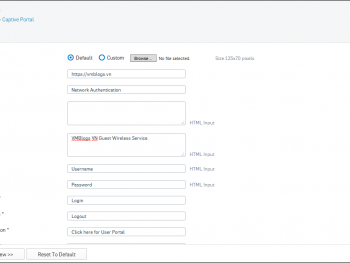 Captive Portal
Default Custom Browse... No file selected. Size 125x70 pixels
https://vmblogs.vn
Network Authentication
HTML Input
VMBlogs VN Guest Wireless Service
HTML Input
Username HTML Input
Password HTML Input
Login
Logout
Click here for User Portal
Reset To Default